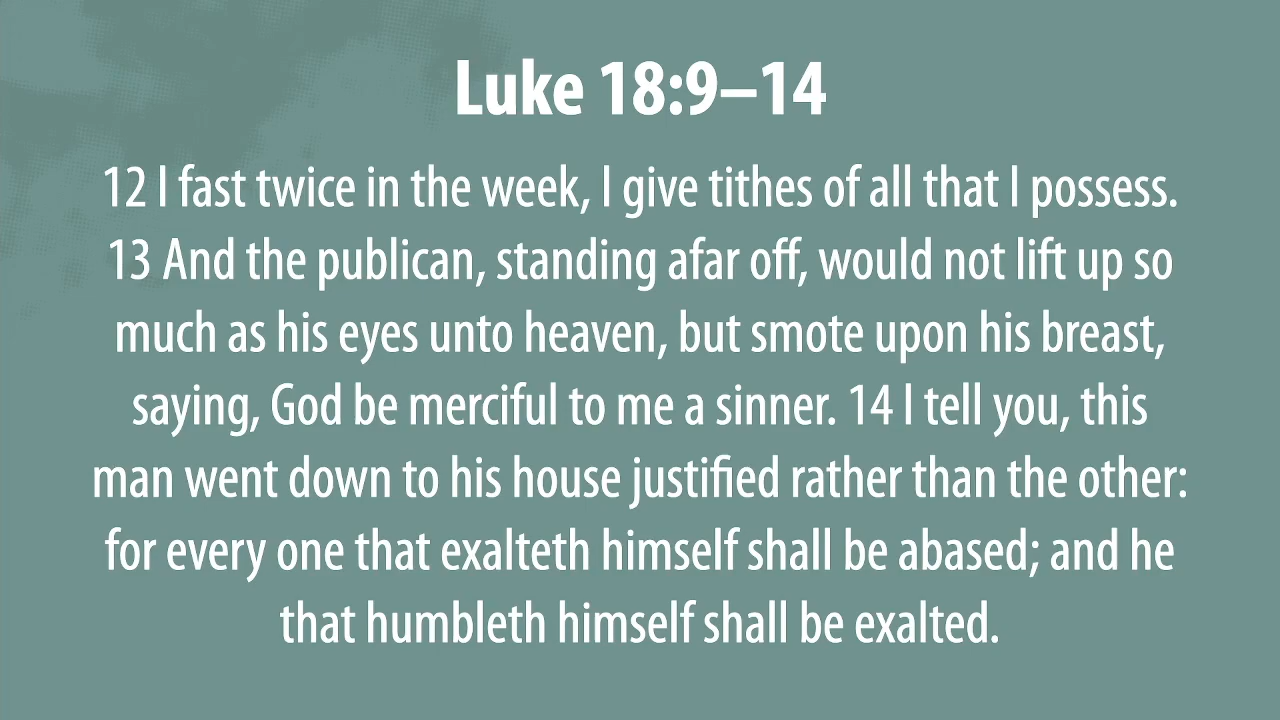 Luke 18:9–14
12 I fast twice in the week, I give tithes of all that I possess.
13 And the publican, standing afar off, would not lift up so
much as his eyes unto heaven, but smote upon his breast,
saying, God be merciful to me a sinner. 14 I tell you, this
man went down to his house justified rather than the other:
for every one that exalteth himself shall be abased; and he
that humbleth himself shall be exalted.